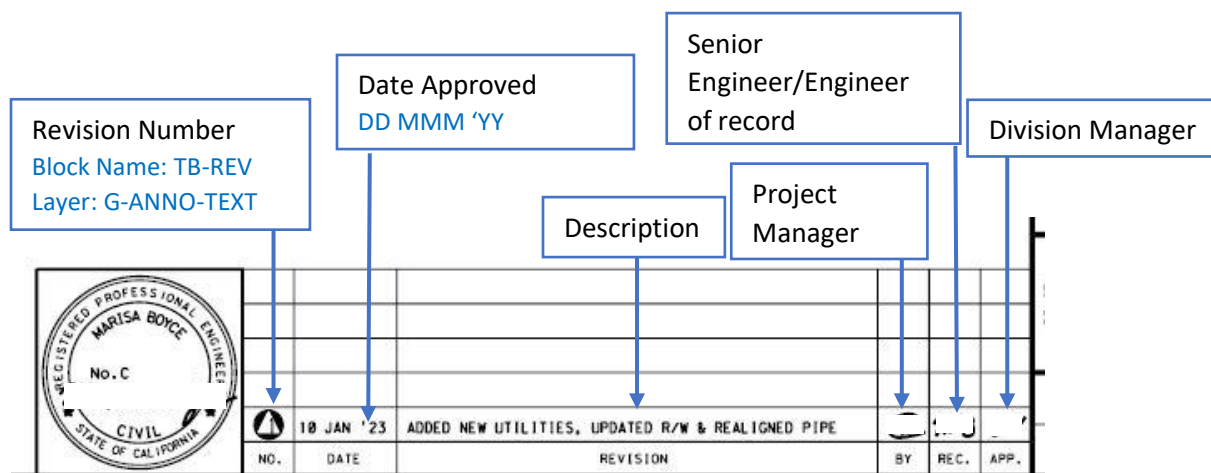 Senior
Engineer/Engineer
of record
Date Approved
DD MMM ‘YY
Division Manager
Revision Number
Block Name: TB-REV
Layer: G-ANNO-TEXT
Project
Manager
Description
REGISTERED PROFESSIONAL ENGINEER
MARISA BOYCE
No.C
CIVIL
STATE OF CALIFORNIA
1 10 JAN '23 ADDED NEW UTILITIES, UPDATED R/W & REALIGNED PIPE
NO. DATE REVISION BY REC. APP.